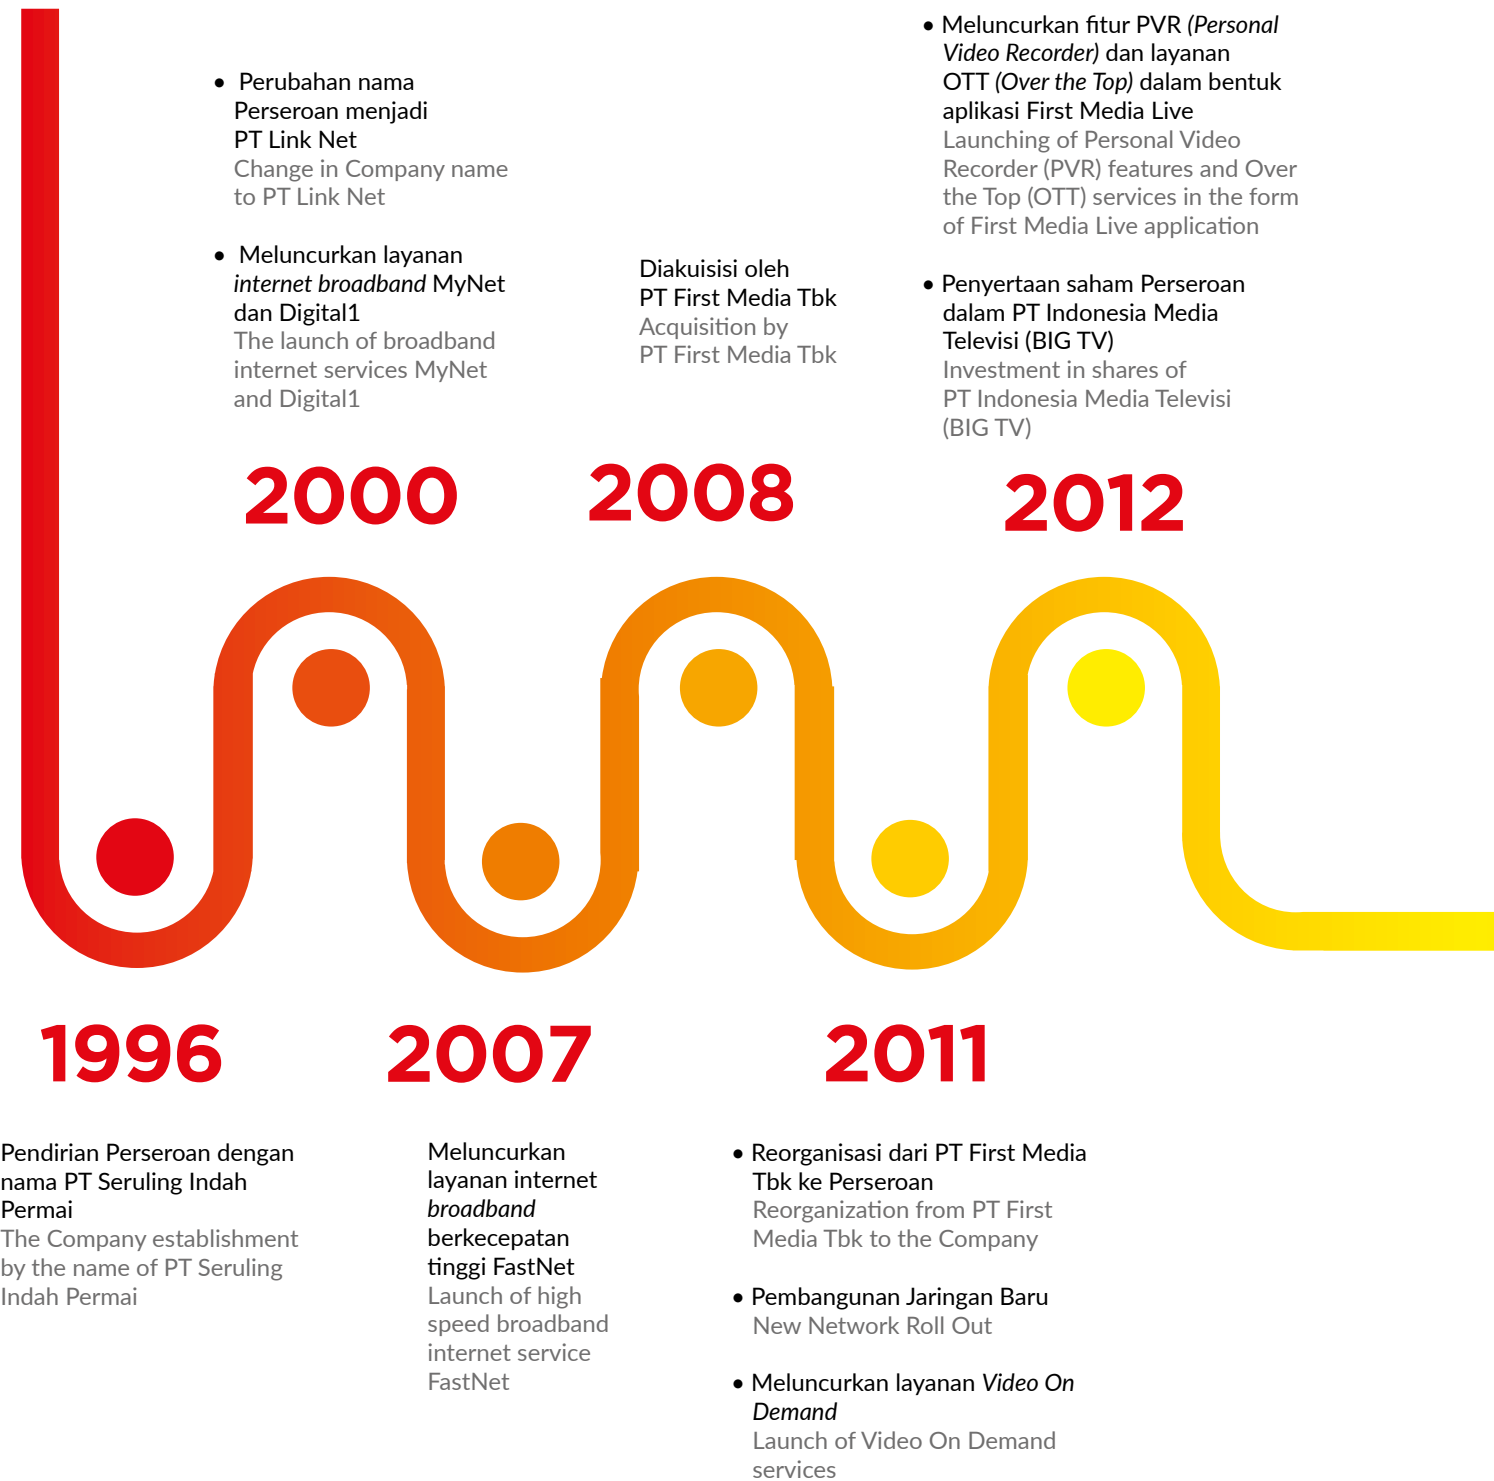 • Perubahan nama
Perseroan menjadi
PT Link Net
Change in Company name
to PT Link Net
• Meluncurkan layanan
internet broadband MyNet
dan Digital1
The launch of broadband
internet services MyNet
and Digital1
2000
Diakuisisi oleh
PT First Media Tbk
Acquisition by
PT First Media Tbk
2008
• Meluncurkan fitur PVR (Personal
Video Recorder) dan layanan
OTT (Over the Top) dalam bentuk
aplikasi First Media Live
Launching of Personal Video
Recorder (PVR) features and Over
the Top (OTT) services in the form
of First Media Live application
• Penyertaan saham Perseroan
dalam PT Indonesia Media
Televisi (BIG TV)
Investment in shares of
PT Indonesia Media Televisi
(BIG TV)
2012
1996
Pendirian Perseroan dengan
nama PT Seruling Indah
Permai
The Company establishment
by the name of PT Seruling
Indah Permai
2007
Meluncurkan
layanan internet
broadband
berkecepatan
tinggi FastNet
Launch of high
speed broadband
internet service
FastNet
2011
• Reorganisasi dari PT First Media
Tbk ke Perseroan
Reorganization from PT First
Media Tbk to the Company
• Pembangunan Jaringan Baru
New Network Roll Out
• Meluncurkan layanan Video On
Demand
Launch of Video On Demand
services